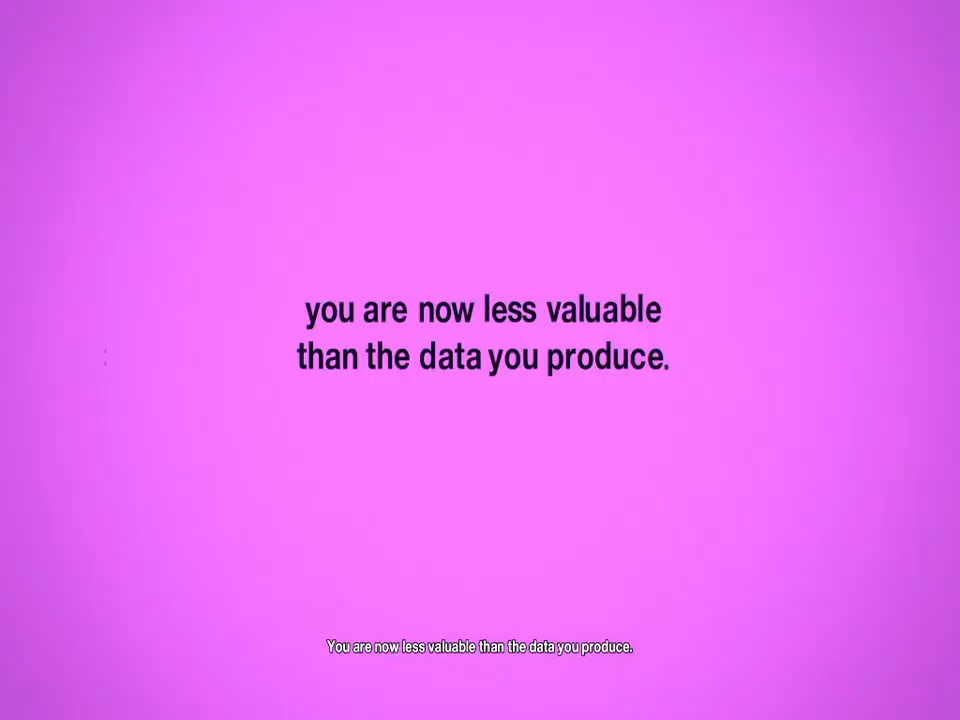 you are now less valuable
than the data you produce.
You are now less valuable than the data you produce.